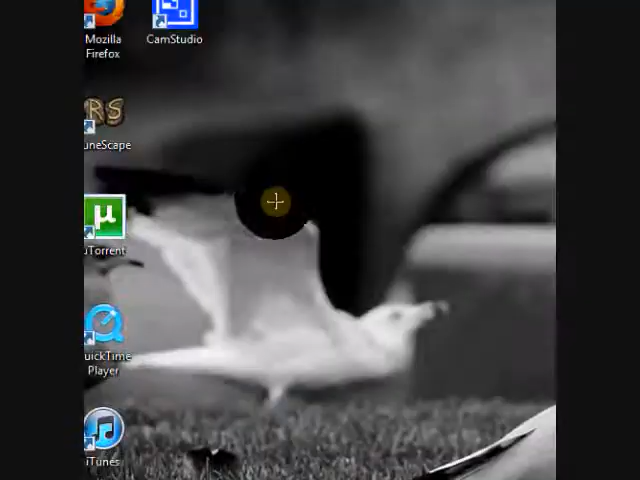 Mozilla
Firefox
CamStudio
RS
uneScape
µ
uTorrent
uickTime
Player
iTunes